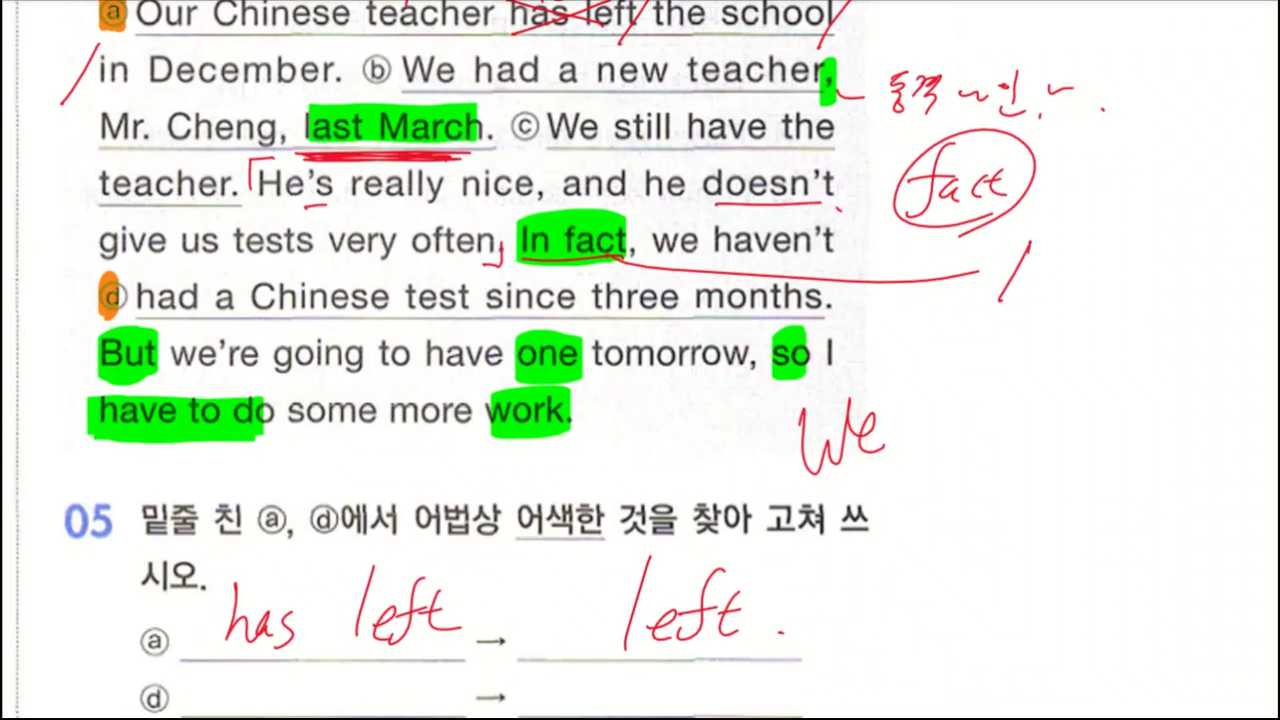 ⓐ Our Chinese teacher has left the school
in December. ⓑ We had a new teacher,
동격 ~인, ~ .
Mr. Cheng, last March. ⓒ We still have the
fact
teacher. He's really nice, and he doesn't
give us tests very often. In fact, we haven't
ⓓ had a Chinese test since three months.
But we're going to have one tomorrow, so I
have to do some more work.
We
05 밑줄 친 ⓐ, ⓓ에서 어법상 어색한 것을 찾아 고쳐 쓰
시오.
ⓐ has left → left.
ⓓ →